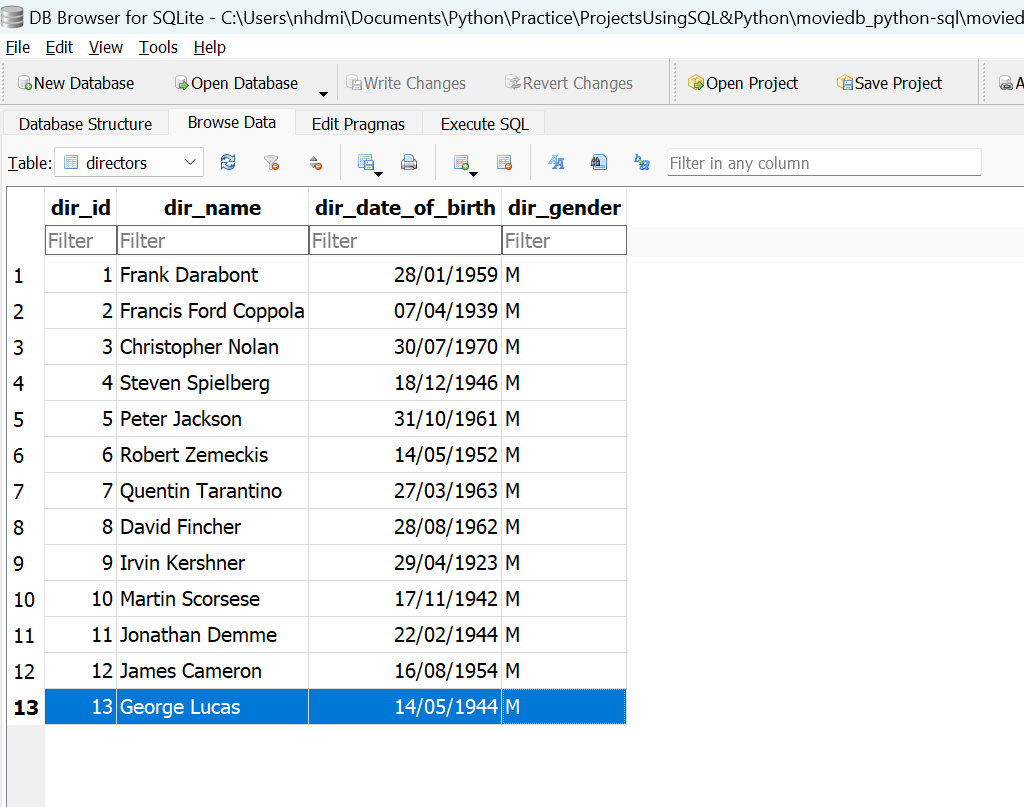 DB Browser for SQLite - C:\Users\nhdmi\Documents\Python\Practice\ProjectsUsingSQL&Python\moviedb_python-sql\movied
File Edit View Tools Help
New Database Open Database Write Changes Revert Changes Open Project Save Project A
Database Structure Browse Data Edit Pragmas Execute SQL
Table: directors Filter in any column
dir_id dir_name dir_date_of_birth dir_gender
Filter Filter Filter Filter
1 1 Frank Darabont 28/01/1959 M
2 2 Francis Ford Coppola 07/04/1939 M
3 3 Christopher Nolan 30/07/1970 M
4 4 Steven Spielberg 18/12/1946 M
5 5 Peter Jackson 31/10/1961 M
6 6 Robert Zemeckis 14/05/1952 M
7 7 Quentin Tarantino 27/03/1963 M
8 8 David Fincher 28/08/1962 M
9 9 Irvin Kershner 29/04/1923 M
10 10 Martin Scorsese 17/11/1942 M
11 11 Jonathan Demme 22/02/1944 M
12 12 James Cameron 16/08/1954 M
13 13 George Lucas 14/05/1944 M